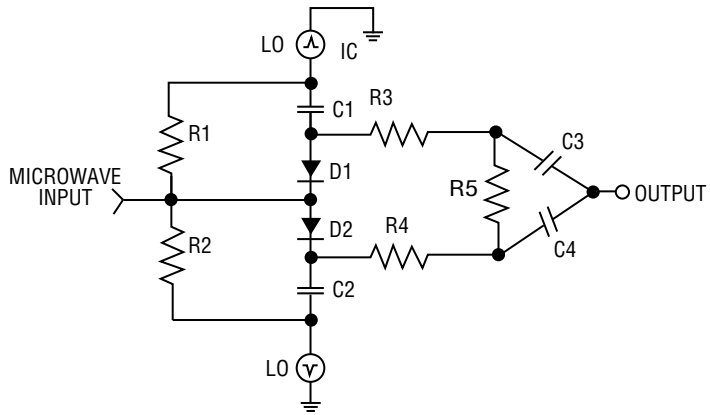 LO
IC
C1
R3
R1
C3
D1
MICROWAVE
INPUT
R5
OUTPUT
D2
R4
R2
C4
C2
LO